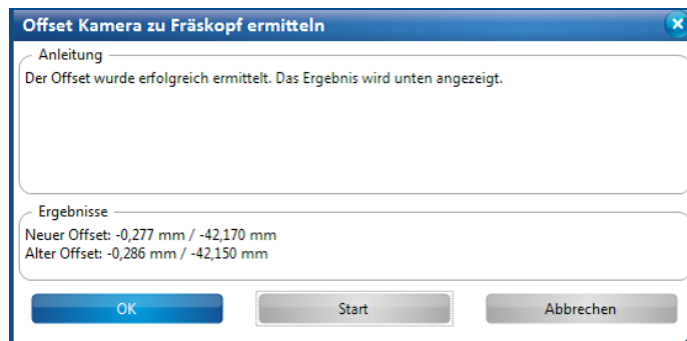 Offset Kamera zu Fräskopf ermitteln
Anleitung
Der Offset wurde erfolgreich ermittelt. Das Ergebnis wird unten angezeigt.
Ergebnisse
Neuer Offset: -0,277 mm / -42,170 mm
Alter Offset: -0,286 mm / -42,150 mm
OK Start Abbrechen